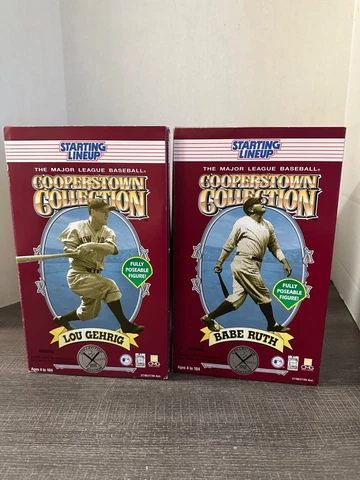 STARTING
LINEUP
THE MAJOR LEAGUE BASEBALL
COOPERSTOWN
COLLECTION
FULLY
POSEABLE
FIGURE!
LOU GEHRIG
Ages 4 to 104
STARTING
LINEUP
THE MAJOR LEAGUE BASEBALL
COOPERSTOWN
COLLECTION
FULLY
POSEABLE
FIGURE!
BABE RUTH
Ages 4 to 104